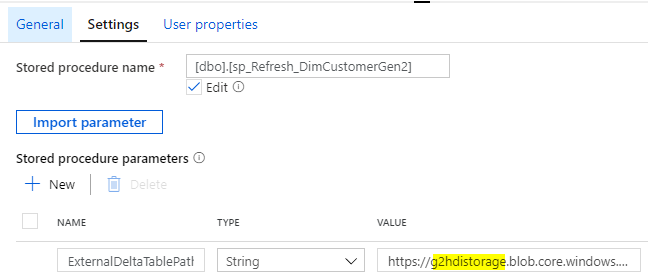 General Settings User properties
Stored procedure name * [dbo].[sp_Refresh_DimCustomerGen2]
Edit
Import parameter
Stored procedure parameters
New Delete
NAME TYPE VALUE
ExternalDeltaTablePath String https://g2hdistorage.blob.core.windows....